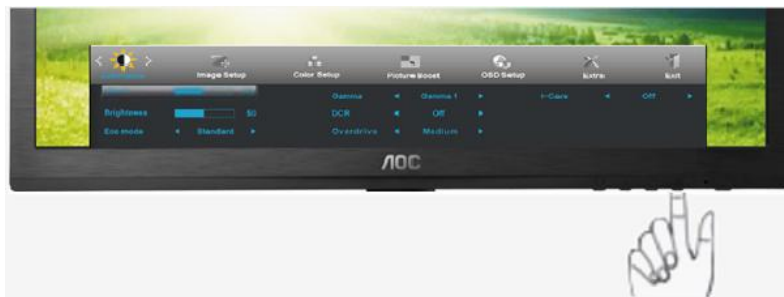 Image Setup Color Setup Picture Boost OSD Setup Extra Exit
Gamma Gamma 1 i-Care Off
Brightness 50 DCR Off
Eco mode Standard Overdrive Medium
AOC